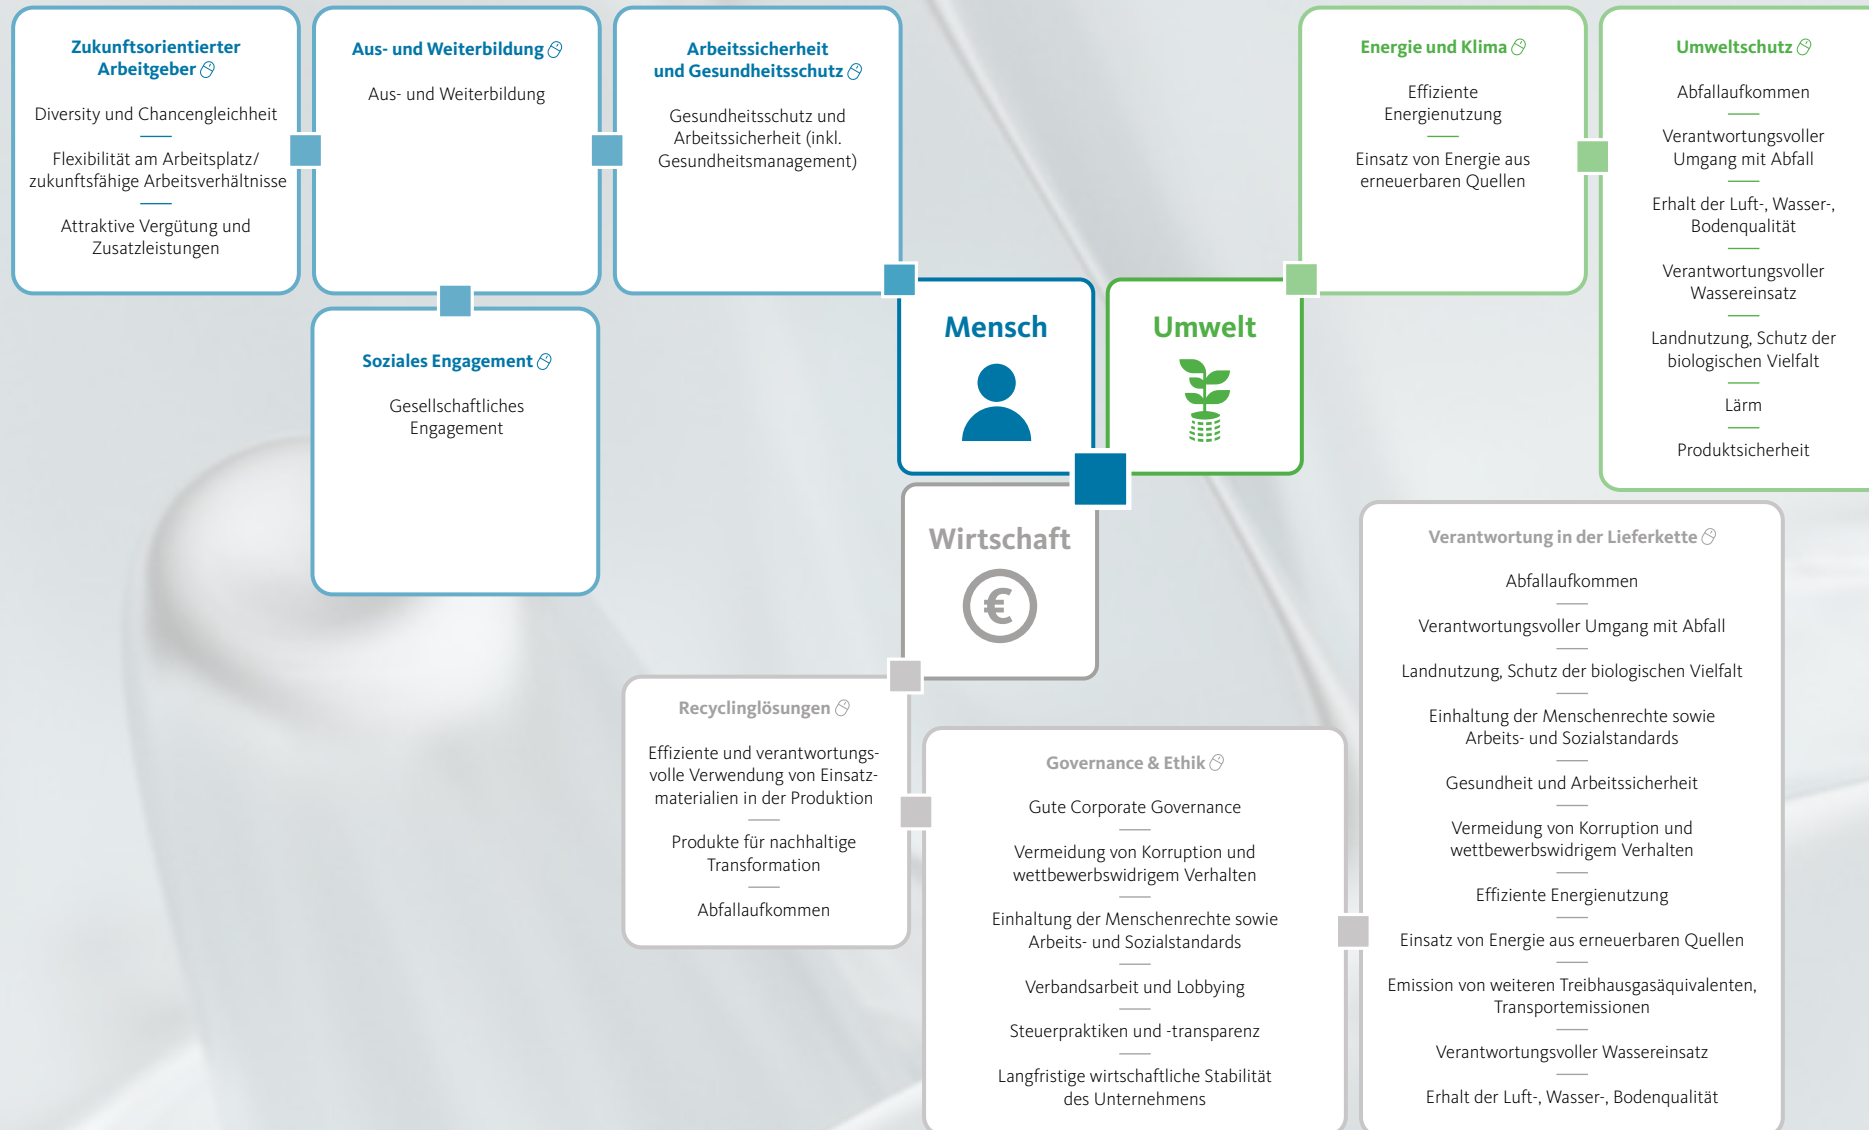 Zukunftsorientierter
Arbeitgeber
Diversity und Chancengleichheit
Flexibilität am Arbeitsplatz/
zukunftsfähige Arbeitsverhältnisse
Attraktive Vergütung und
Zusatzleistungen
Aus- und Weiterbildung
Aus- und Weiterbildung
Arbeitssicherheit
und Gesundheitsschutz
Gesundheitsschutz und
Arbeitssicherheit (inkl.
Gesundheitsmanagement)
Soziales Engagement
Gesellschaftliches
Engagement
Mensch
Umwelt
Energie und Klima
Effiziente
Energienutzung
Einsatz von Energie aus
erneuerbaren Quellen
Umweltschutz
Abfallaufkommen
Verantwortungsvoller
Umgang mit Abfall
Erhalt der Luft-, Wasser-,
Bodenqualität
Verantwortungsvoller
Wassereinsatz
Landnutzung, Schutz der
biologischen Vielfalt
Lärm
Produktsicherheit
Wirtschaft
€
Recyclinglösungen
Effiziente und verantwortungs-
volle Verwendung von Einsatz-
materialien in der Produktion
Produkte für nachhaltige
Transformation
Abfallaufkommen
Governance & Ethik
Gute Corporate Governance
Vermeidung von Korruption und
wettbewerbswidrigem Verhalten
Einhaltung der Menschenrechte sowie
Arbeits- und Sozialstandards
Verbandsarbeit und Lobbying
Steuerpraktiken und -transparenz
Langfristige wirtschaftliche Stabilität
des Unternehmens
Verantwortung in der Lieferkette
Abfallaufkommen
Verantwortungsvoller Umgang mit Abfall
Landnutzung, Schutz der biologischen Vielfalt
Einhaltung der Menschenrechte sowie
Arbeits- und Sozialstandards
Gesundheit und Arbeitssicherheit
Vermeidung von Korruption und
wettbewerbswidrigem Verhalten
Effiziente Energienutzung
Einsatz von Energie aus erneuerbaren Quellen
Emission von weiteren Treibhausgasäquivalenten,
Transportemissionen
Verantwortungsvoller Wassereinsatz
Erhalt der Luft-, Wasser-, Bodenqualität